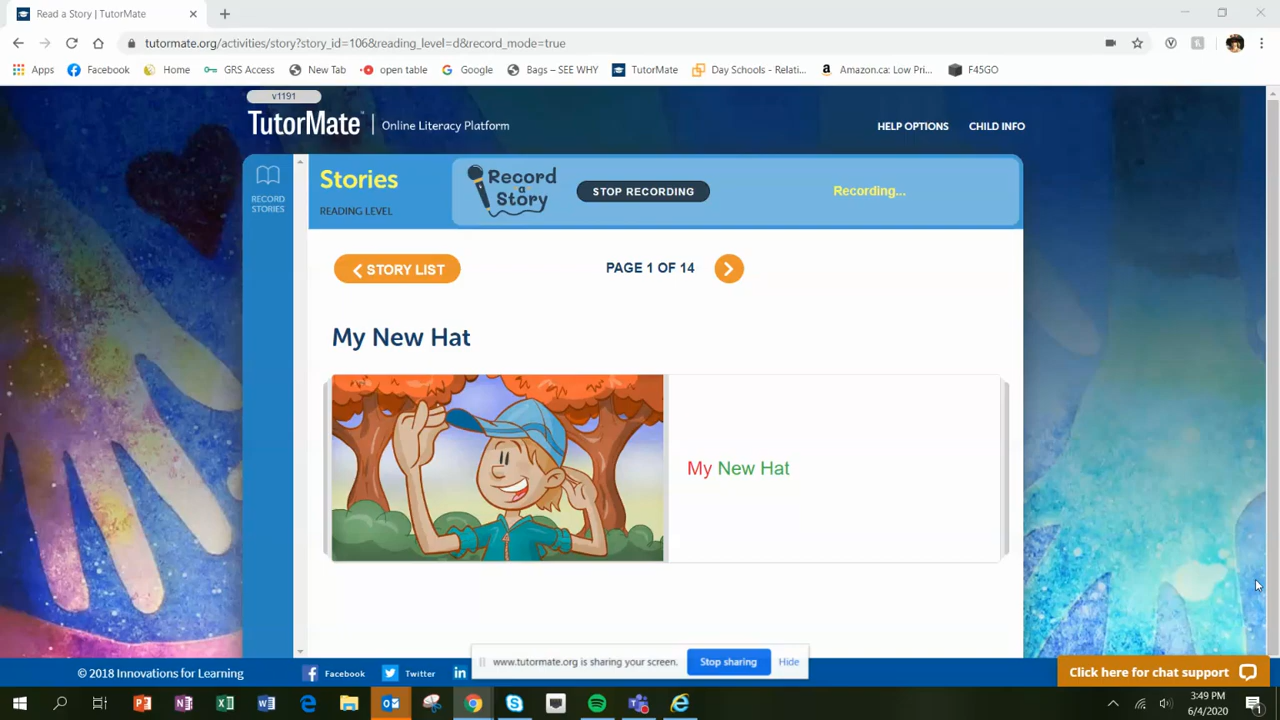 Read a Story | TutorMate
tutormate.org/activities/story?story_id=106&reading_level=d&record_mode=true
Apps Facebook Home GRS Access New Tab open table Google Bags – SEE WHY TutorMate Day Schools - Relati... Amazon.ca: Low Pri... F45GO
v1191
TutorMate | Online Literacy Platform
HELP OPTIONS CHILD INFO
RECORD
STORIES
Stories
READING LEVEL
Record
a
Story
STOP RECORDING
Recording...
STORY LIST
PAGE 1 OF 14
My New Hat
My New Hat
www.tutormate.org is sharing your screen. Stop sharing Hide
© 2018 Innovations for Learning Facebook Twitter in
Click here for chat support
3:49 PM
6/4/2020